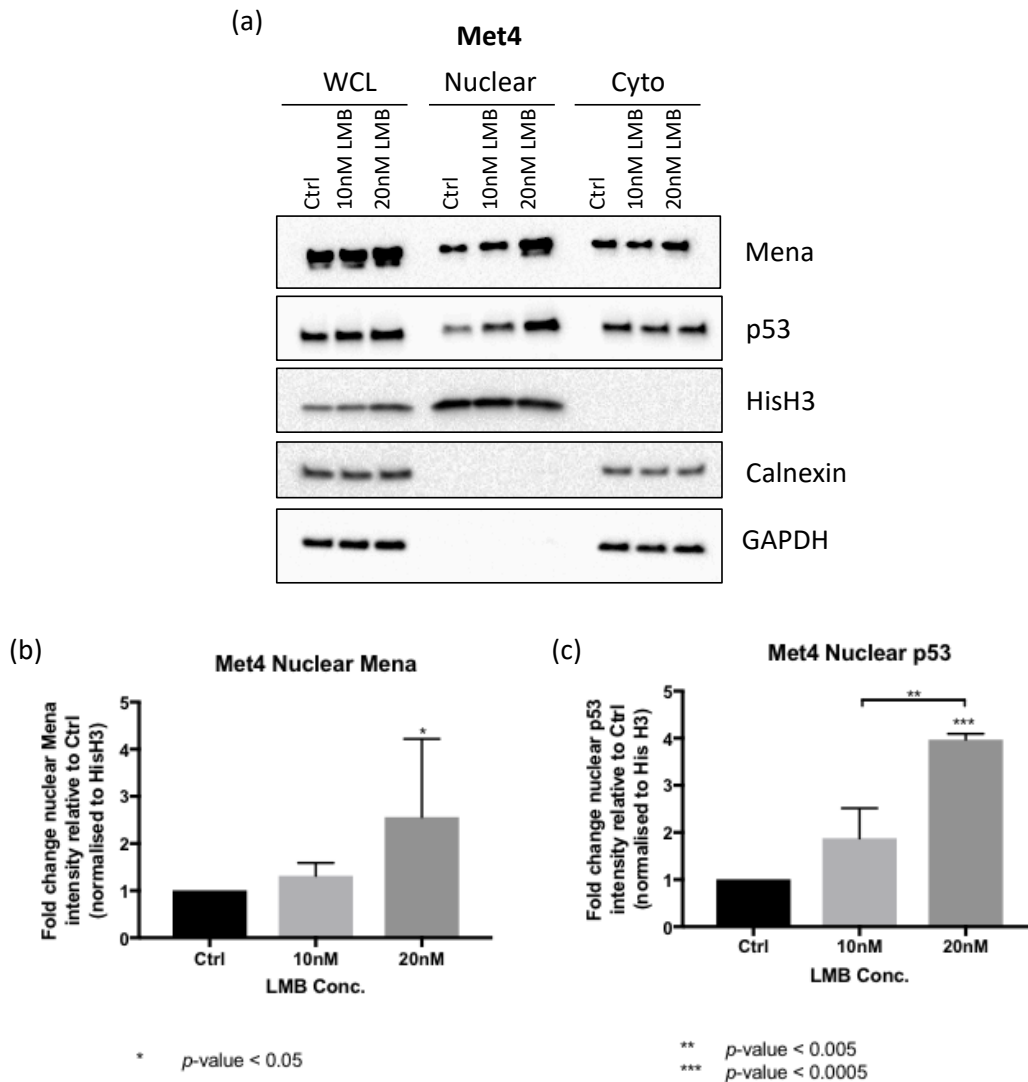 (a)
Met4
WCL Nuclear Cyto
Ctrl 10nM LMB 20nM LMB Ctrl 10nM LMB 20nM LMB Ctrl 10nM LMB 20nM LMB
Mena
p53
HisH3
Calnexin
GAPDH
(b)
Met4 Nuclear Mena
Fold change nuclear Mena
intensity relative to Ctrl
(normalised to HisH3)
5
4
3
2
1
0
*
Ctrl 10nM 20nM
LMB Conc.
* p-value < 0.05
(c)
Met4 Nuclear p53
Fold change nuclear p53
intensity relative to Ctrl
(normalised to His H3)
5
4
3
2
1
0
**
***
Ctrl 10nM 20nM
LMB Conc.
** p-value < 0.005
*** p-value < 0.0005